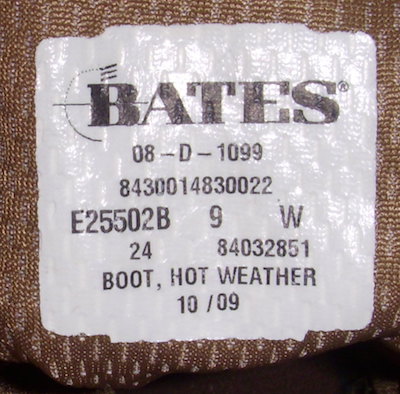 BATES®
08-D-1099
8430014830022
E25502B 9 W
24 84032851
BOOT, HOT WEATHER
10/09